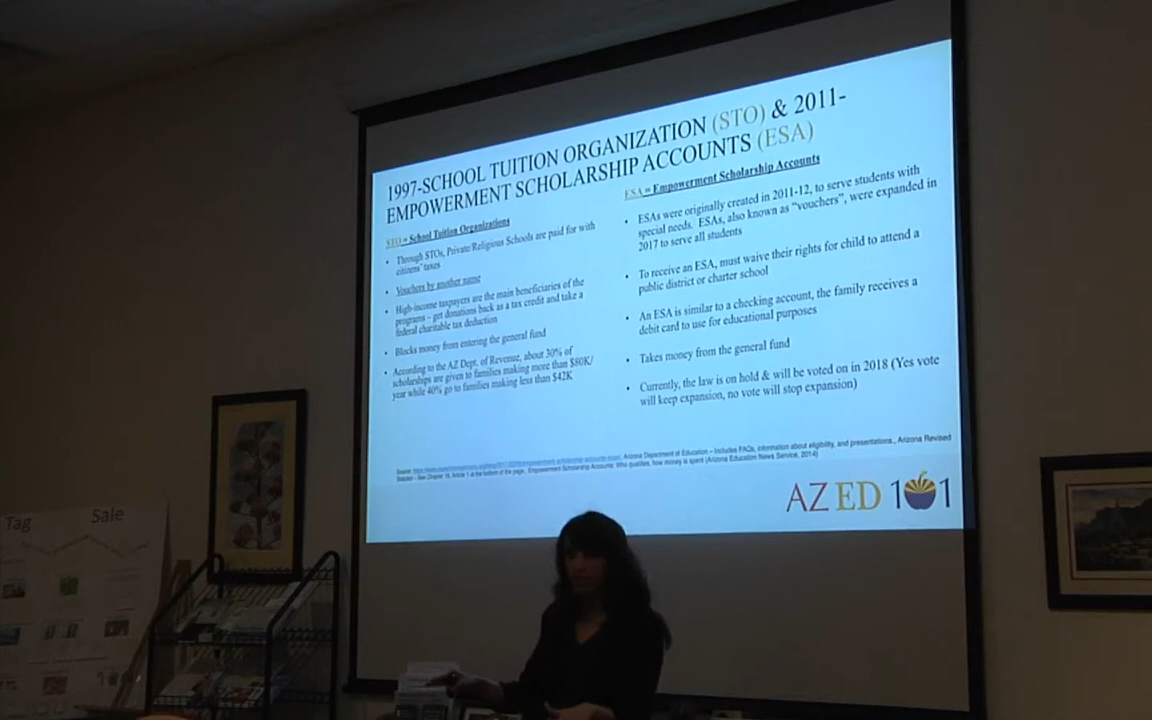 1997-SCHOOL TUITION ORGANIZATION (STO) & 2011-
EMPOWERMENT SCHOLARSHIP ACCOUNTS (ESA)
STO = School Tuition Organizations
• Through STOs, Private/Religious Schools are paid for with
citizens' taxes
• Vouchers by another name
• High-income taxpayers are the main beneficiaries of the
programs – get donations back as a tax credit and take a
federal charitable tax deduction
• Blocks money from entering the general fund
• According to the AZ Dept. of Revenue, about 30% of
scholarships are given to families making more than $80K/
year while 40% go to families making less than $42K
ESA = Empowerment Scholarship Accounts
• ESAs were originally created in 2011-12, to serve students with
special needs. ESAs, also known as "vouchers", were expanded in
2017 to serve all students
• To receive an ESA, must waive their rights for child to attend a
public district or charter school
• An ESA is similar to a checking account, the family receives a
debit card to use for educational purposes
• Takes money from the general fund
• Currently, the law is on hold & will be voted on in 2018 (Yes vote
will keep expansion, no vote will stop expansion)
Source: Arizona Department of Education – Includes FAQs, information about eligibility, and presentations., Arizona Revised
Statutes – See Chapter 19, Article 1 at the bottom of the page., Empowerment Scholarship Accounts: Who qualifies, how money is spent (Arizona Education News Service, 2014)
AZ ED 101
Tag Sale